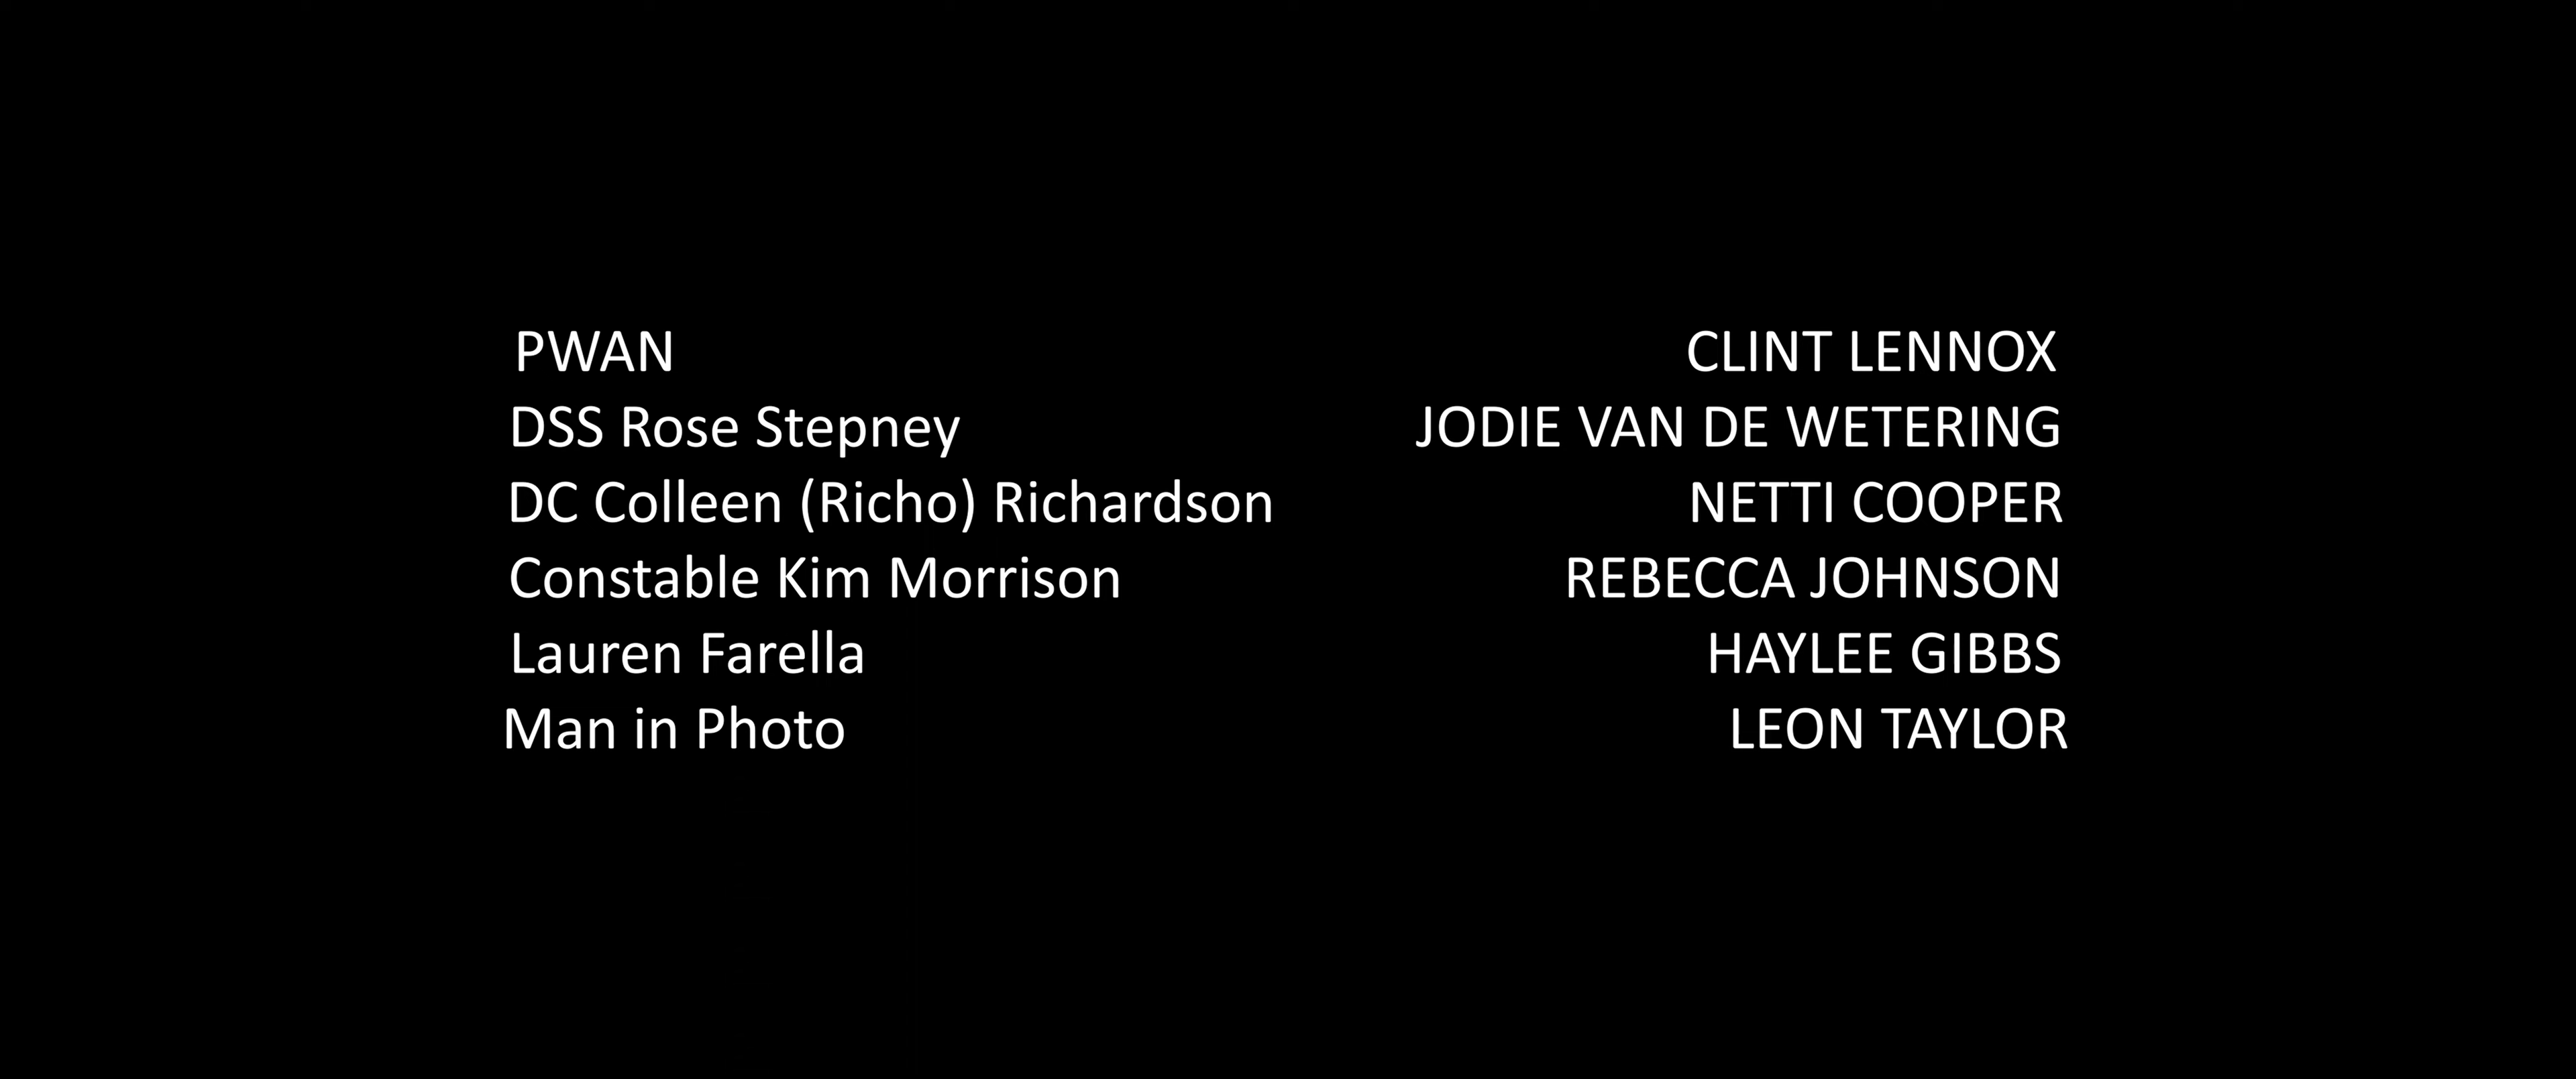 PWAN CLINT LENNOX
DSS Rose Stepney JODIE VAN DE WETERING
DC Colleen (Richo) Richardson NETTI COOPER
Constable Kim Morrison REBECCA JOHNSON
Lauren Farella HAYLEE GIBBS
Man in Photo LEON TAYLOR